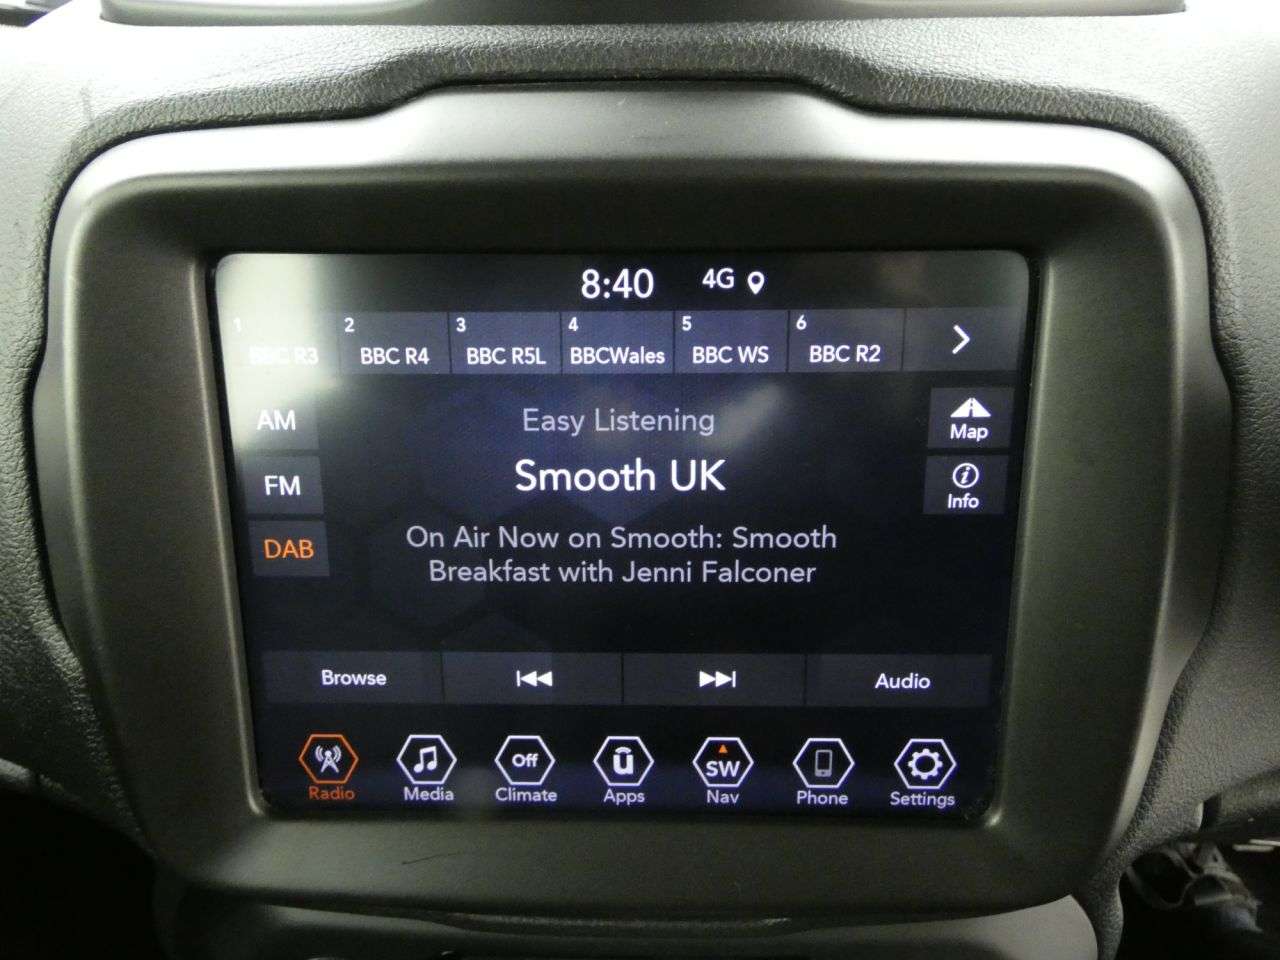 8:40 4G
1 2 3 4 5 6
BBC R3 BBC R4 BBC R5L BBCWales BBC WS BBC R2
AM
Easy Listening
Map
Smooth UK
FM
Info
On Air Now on Smooth: Smooth
DAB
Breakfast with Jenni Falconer
Browse Audio
Off u SW
Radio Media Climate Apps Nav Phone Settings